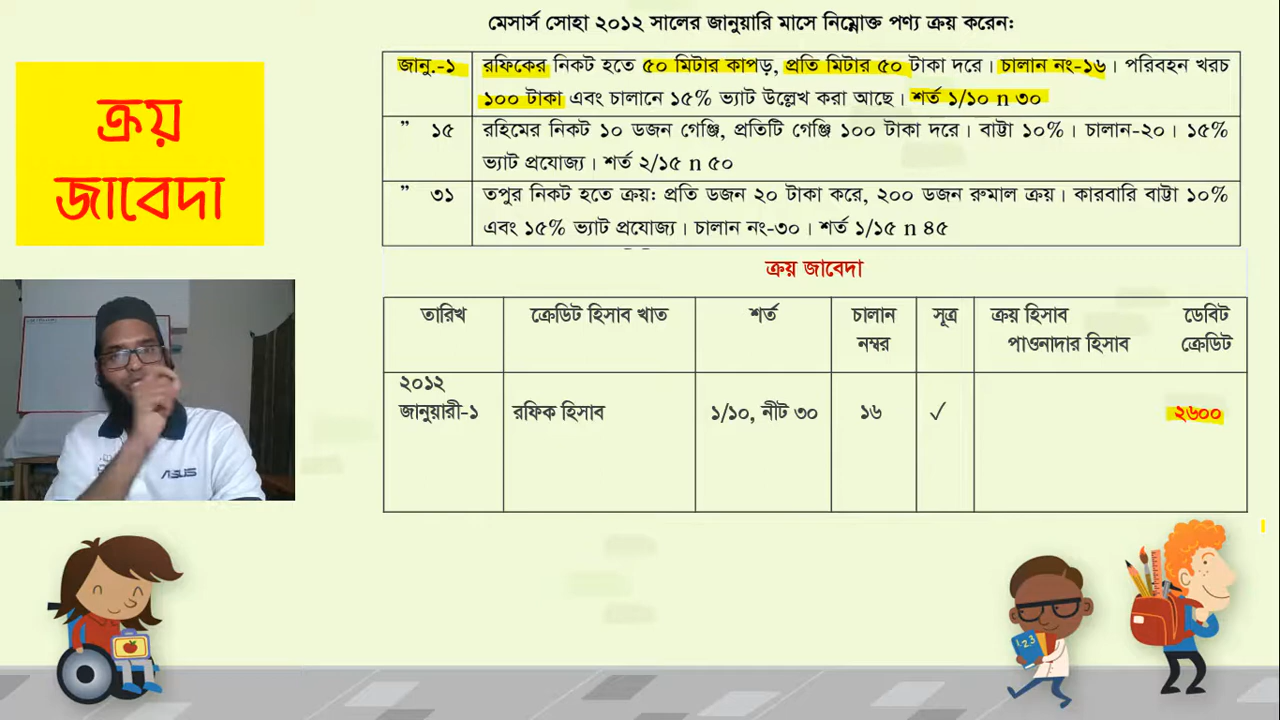 মেসার্স সোহা ২০১২ সালের জানুয়ারি মাসে নিম্নোক্ত পণ্য ক্রয় করেন:
ক্রয়
জাবেদা
জানু.-১ রফিকের নিকট হতে ৫০ মিটার কাপড়, প্রতি মিটার ৫০ টাকা দরে। চালান নং-১৬। পরিবহন খরচ
১০০ টাকা এবং চালানে ১৫% ভ্যাট উল্লেখ করা আছে। শর্ত ১/১০ n ৩০
” ১৫ রহিমের নিকট ১০ ডজন গেঞ্জি, প্রতিটি গেঞ্জি ১০০ টাকা দরে। বাট্টা ১০%। চালান-২০। ১৫%
ভ্যাট প্রযোজ্য। শর্ত ২/১৫ n ৫০
” ৩১ তপুর নিকট হতে ক্রয়: প্রতি ডজন ২০ টাকা করে, ২০০ ডজন রুমাল ক্রয়। কারবারি বাট্টা ১০%
এবং ১৫% ভ্যাট প্রযোজ্য। চালান নং-৩০। শর্ত ১/১৫ n ৪৫
ক্রয় জাবেদা
তারিখ ক্রেডিট হিসাব খাত শর্ত চালান সূত্র ক্রয় হিসাব ডেবিট
নম্বর পাওনাদার হিসাব ক্রেডিট
২০১২
জানুয়ারী-১ রফিক হিসাব ১/১০, নীট ৩০ ১৬ ✓ ২৬০০
ASUS
1 2 3